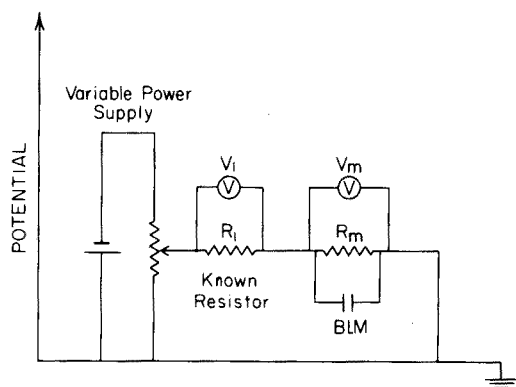 POTENTIAL
Variable Power
Supply
V₁
V
R₁
Known
Resistor
Vm
V
Rm
BLM